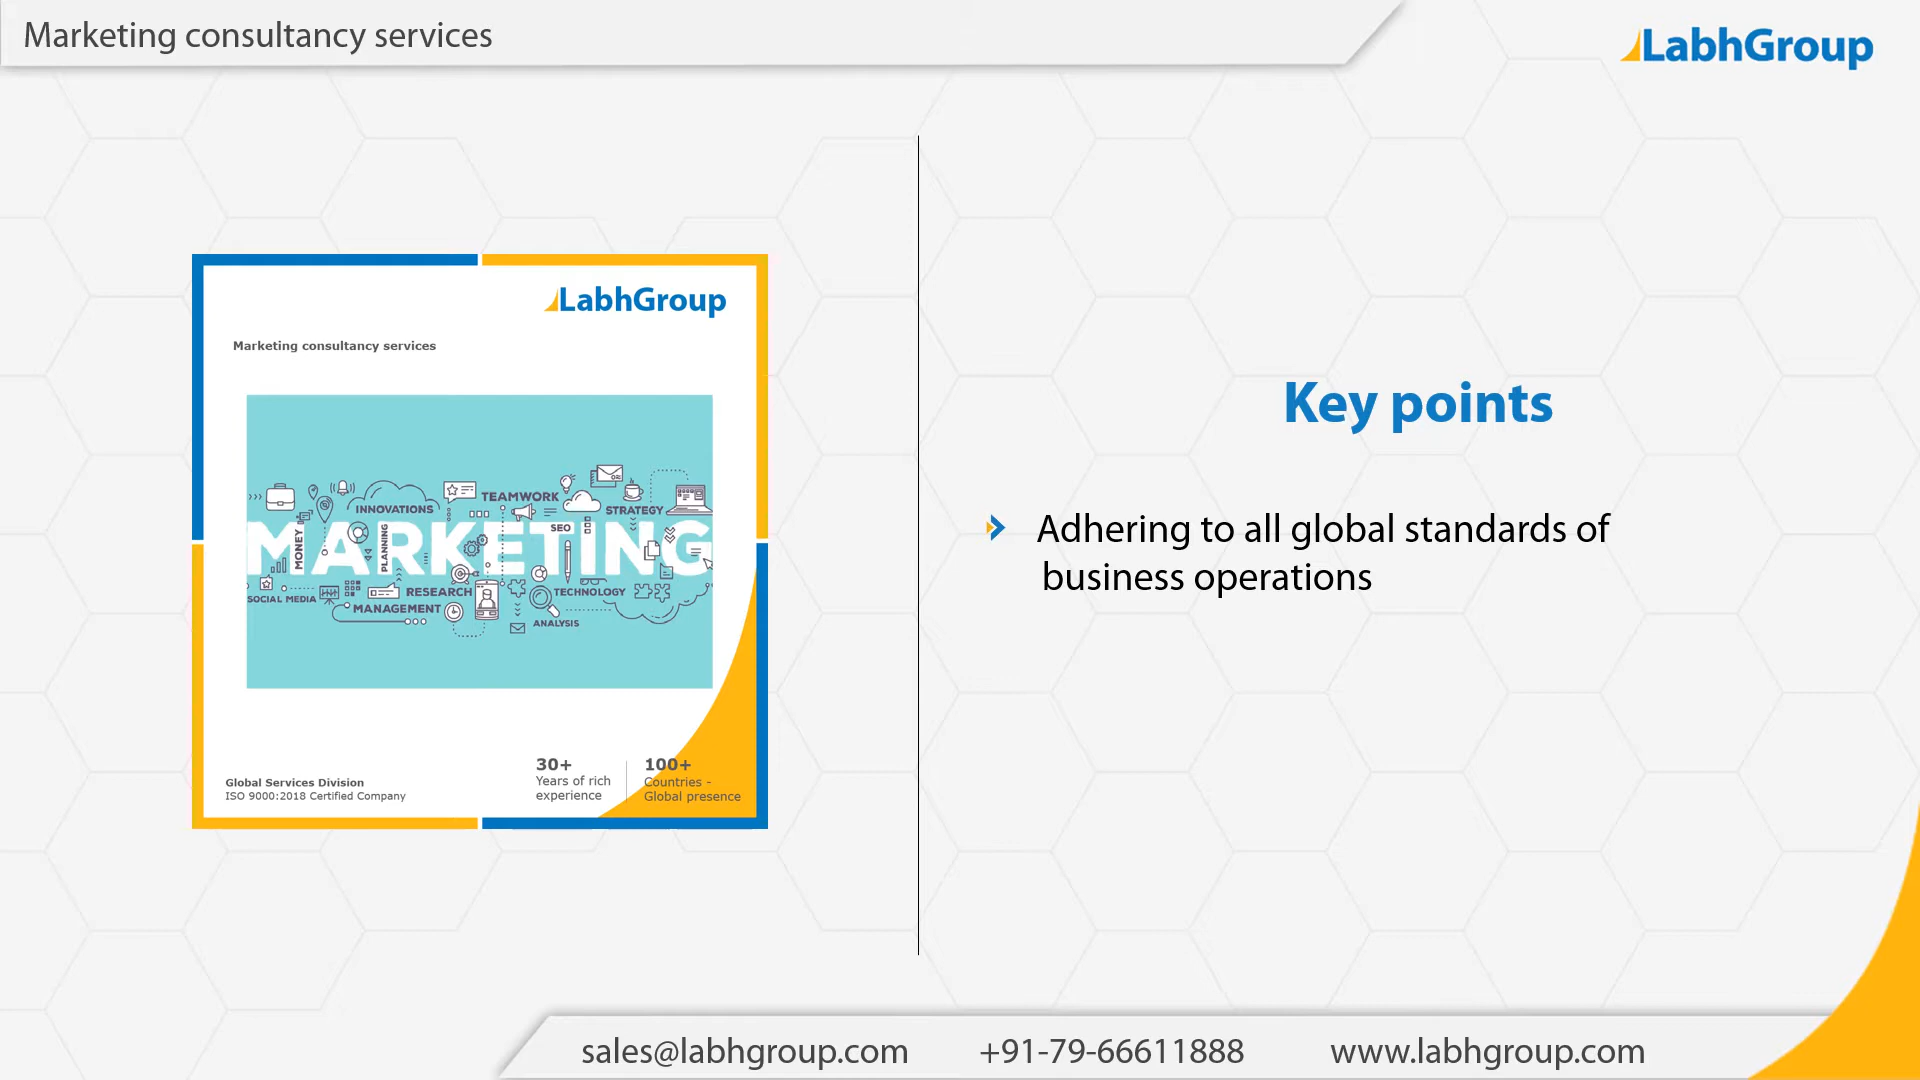 Marketing consultancy services
LabhGroup
LabhGroup
Marketing consultancy services
TEAMWORK
INNOVATIONS
STRATEGY
SEO
MARKETING
MONEY
PLANNING
RESEARCH
TECHNOLOGY
SOCIAL MEDIA
MANAGEMENT
ANALYSIS
30+
Years of rich
experience
100+
Countries -
Global presence
Global Services Division
ISO 9000:2018 Certified Company
Key points
Adhering to all global standards of
business operations
sales@labhgroup.com
+91-79-66611888
www.labhgroup.com